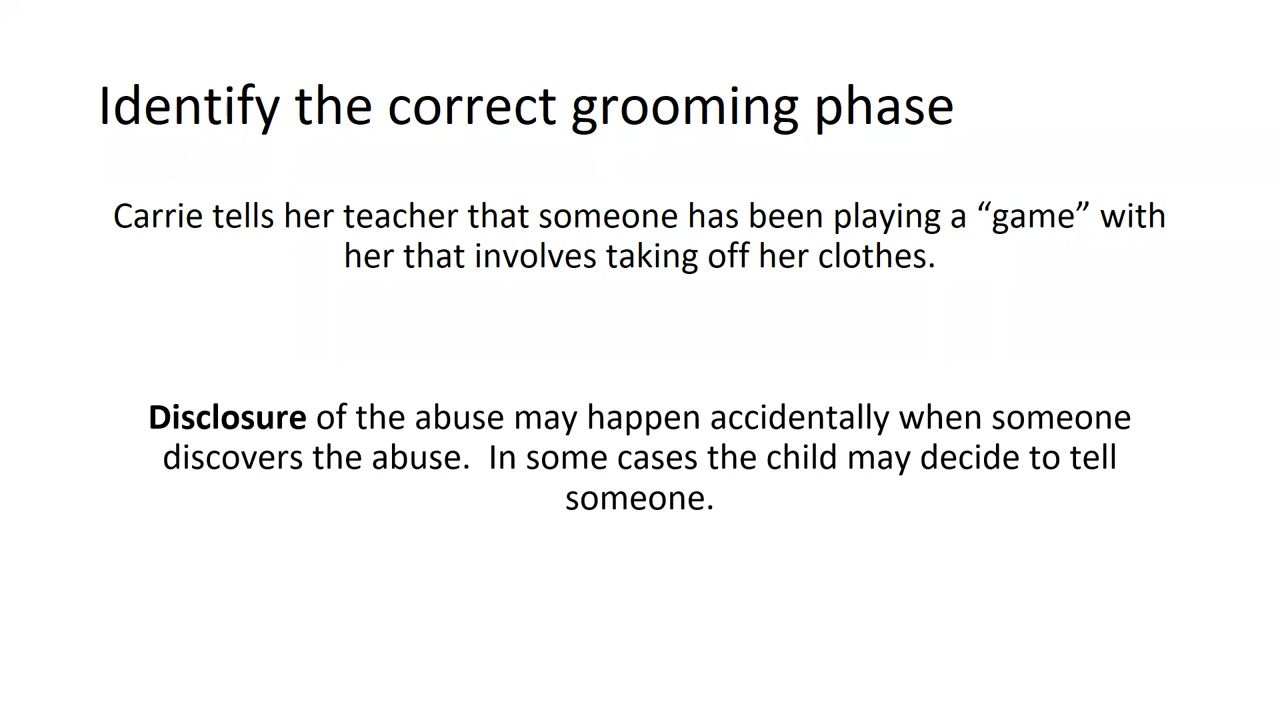 Identify the correct grooming phase
Carrie tells her teacher that someone has been playing a “game” with
her that involves taking off her clothes.
Disclosure of the abuse may happen accidentally when someone
discovers the abuse.  In some cases the child may decide to tell
someone.